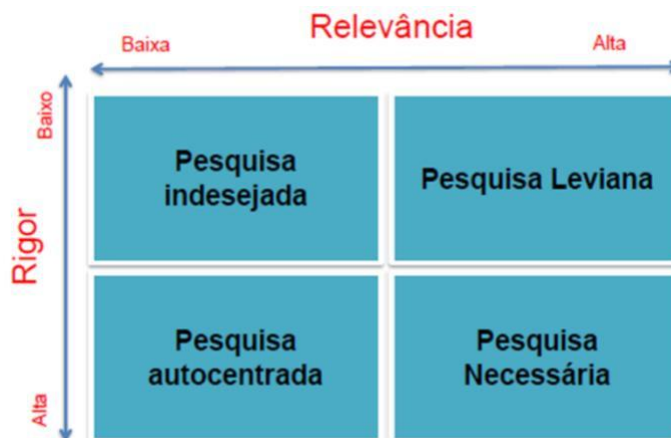 Relevância
Baixa
Alta
Baixo
Rigor
Alta
Pesquisa
indesejada
Pesquisa Leviana
Pesquisa
autocentrada
Pesquisa
Necessária